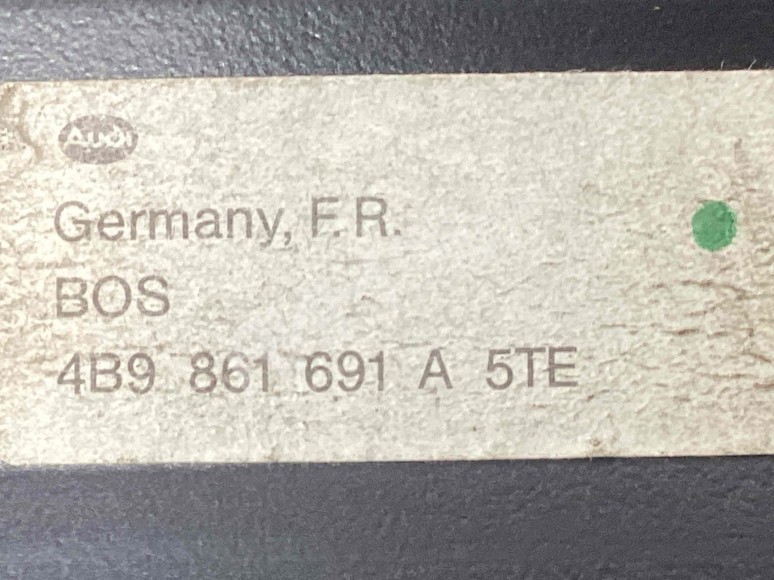 Audi
Germany, F.R.
BOS
4B9 861 691 A 5TE